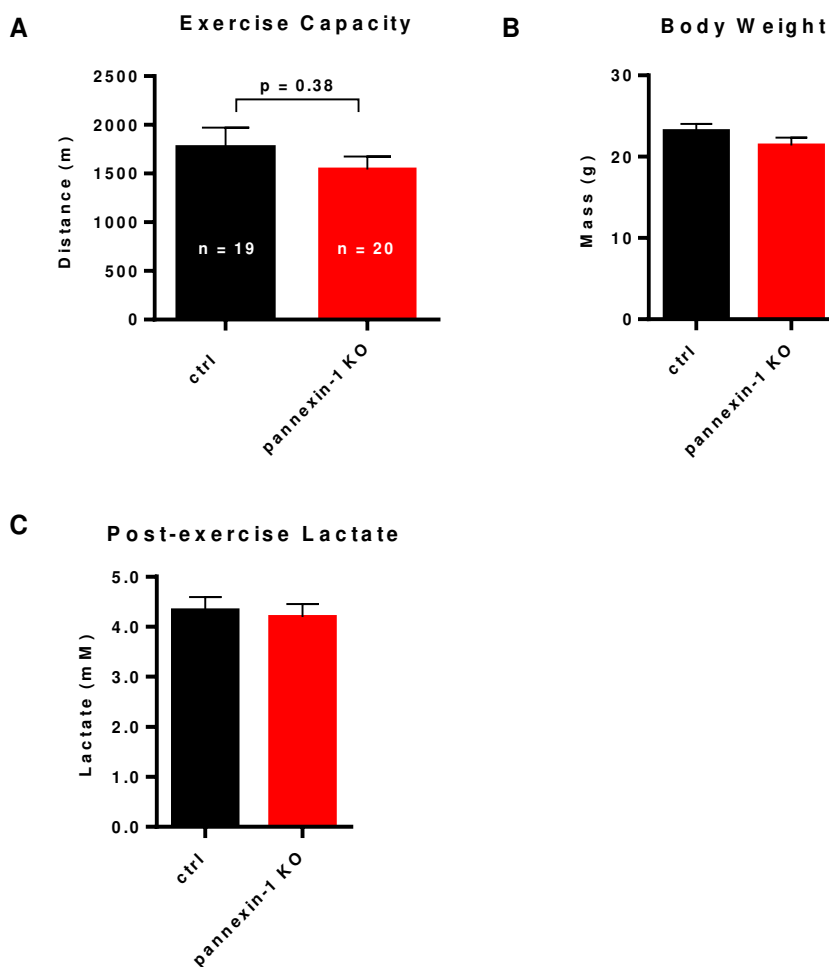 A
Exercise Capacity
Distance (m)
2500
2000
1500
1000
500
0
p = 0.38
n = 19
n = 20
ctrl
pannexin-1 KO
B
Body Weight
Mass (g)
30
20
10
0
ctrl
pannexin-1 KO
C
Post-exercise Lactate
Lactate (mM)
5.0
4.0
3.0
2.0
1.0
0.0
ctrl
pannexin-1 KO